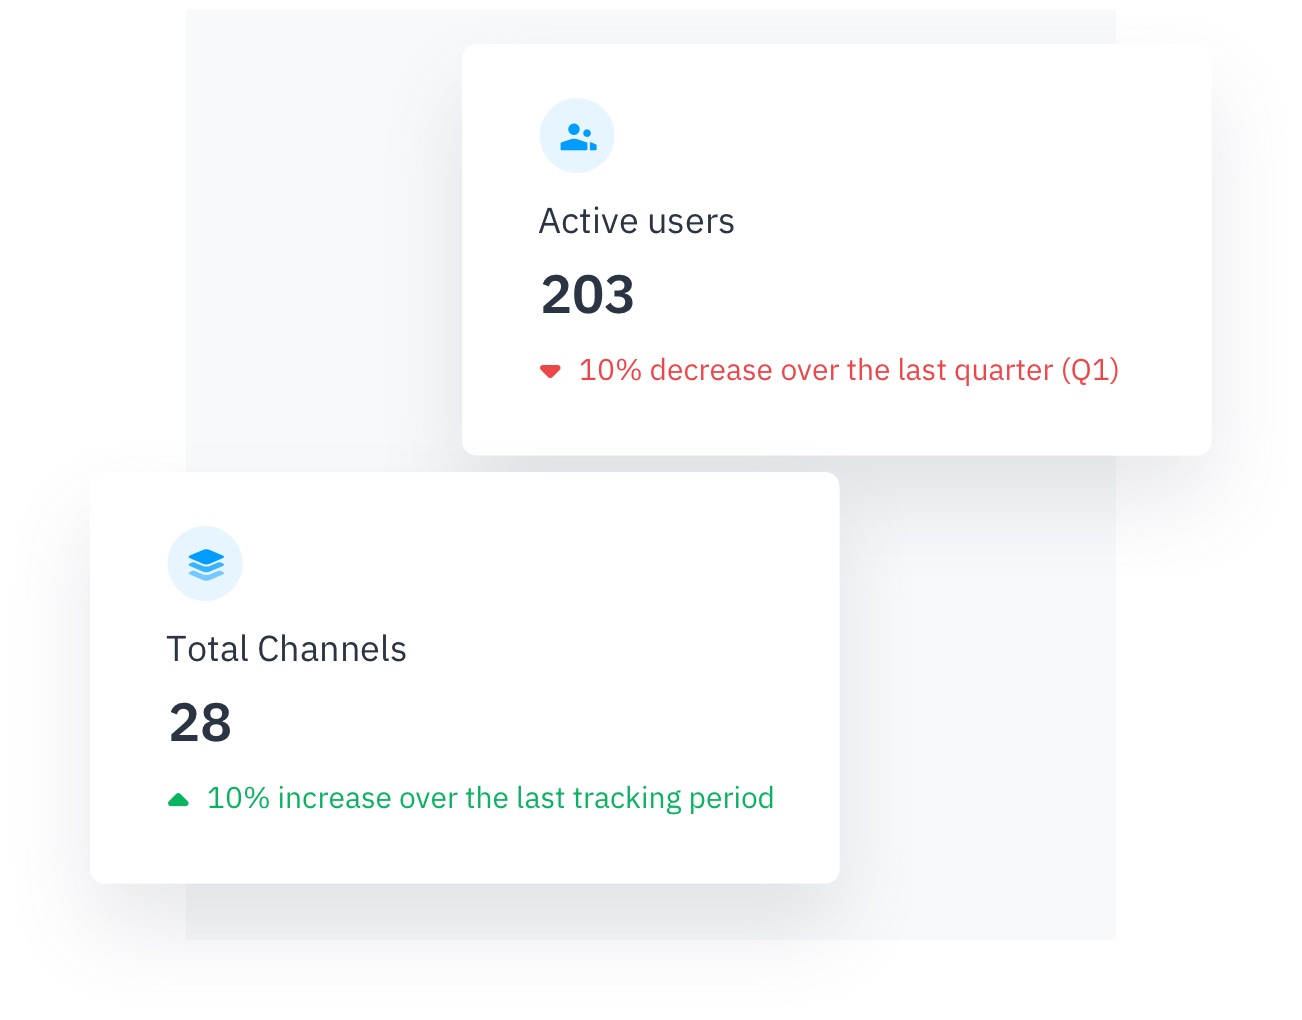 Active users
203
10% decrease over the last quarter (Q1)
Total Channels
28
10% increase over the last tracking period